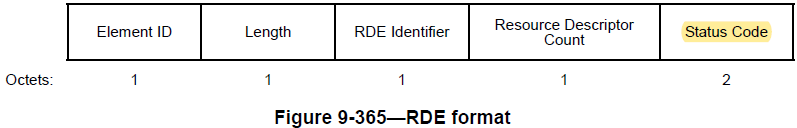 Element ID
Length
RDE Identifier
Resource Descriptor
Count
Status Code
Octets: 1 1 1 1 2
Figure 9-365—RDE format